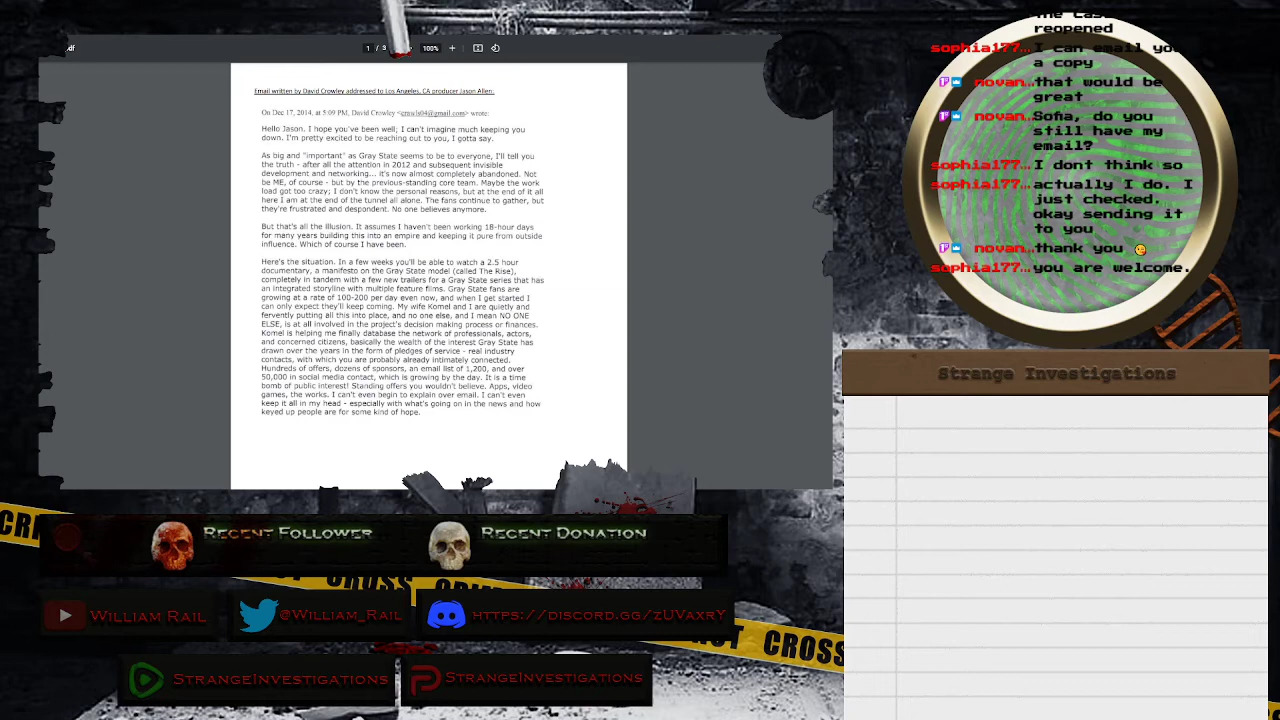 df
1 / 3
100%
Email written by David Crowley addressed to Los Angeles, CA producer Jason Allen:
On Dec 17, 2014, at 5:09 PM, David Crowley <crowls04@gmail.com> wrote:
Hello Jason. I hope you've been well; I can't imagine much keeping you
down. I'm pretty excited to be reaching out to you, I gotta say.
As big and "important" as Gray State seems to be to everyone, I'll tell you
the truth - after all the attention in 2012 and subsequent invisible
development and networking... it's now almost completely abandoned. Not
be ME, of course - but by the previous-standing core team. Maybe the work
load got too crazy; I don't know the personal reasons, but at the end of it all
here I am at the end of the tunnel all alone. The fans continue to gather, but
they're frustrated and despondent. No one believes anymore.
But that's all the illusion. It assumes I haven't been working 18-hour days
for many years building this into an empire and keeping it pure from outside
influence. Which of course I have been.
Here's the situation. In a few weeks you'll be able to watch a 2.5 hour
documentary, a manifesto on the Gray State model (called The Rise),
completely in tandem with a few new trailers for a Gray State series that has
an integrated storyline with multiple feature films. Gray State fans are
growing at a rate of 100-200 per day even now, and when I get started I
can only expect they'll keep coming. My wife Komel and I are quietly and
fervently putting all this into place, and no one else, and I mean NO ONE
ELSE, is at all involved in the project's decision making process or finances.
Komel is helping me finally database the network of professionals, actors,
and concerned citizens, basically the wealth of the interest Gray State has
drawn over the years in the form of pledges of service - real industry
contacts, with which you are probably already intimately connected.
Hundreds of offers, dozens of sponsors, an email list of 1,200, and over
50,000 in social media contact, which is growing by the day. It is a time
bomb of public interest! Standing offers you wouldn't believe. Apps, video
games, the works. I can't even begin to explain over email. I can't even
keep it all in my head - especially with what's going on in the news and how
keyed up people are for some kind of hope.
reopened
sophia177... I can email you
a copy
novan... that would be
great
novan... Sofia, do you
still have my
email?
sophia177... I dont think so
sophia177... actually I do. I
just checked.
okay sending it
to you
novan... thank you
sophia177... you are welcome.
Strange Investigations
Recent Follower
Recent Donation
William Rail
@William_Rail
https://discord.gg/zUVaxrY
StrangeInvestigations
StrangeInvestigations
CROSS
CROSS